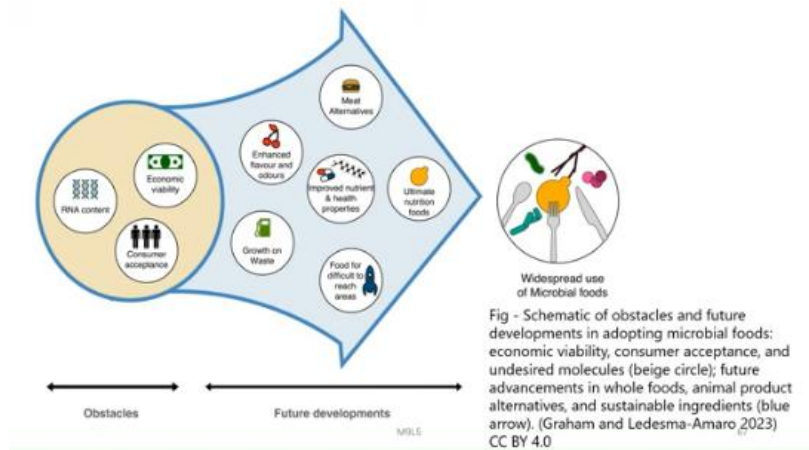 Meat
Alternatives
Enhanced
flavour and
odours
Economic
viability
Improved nutrient
& health
properties
Ultimate
nutrition
foods
RNA content
Consumer
acceptance
Growth on
Waste
Food for
difficult to
reach
areas
Widespread use
of Microbial foods
Fig - Schematic of obstacles and future
developments in adopting microbial foods:
economic viability, consumer acceptance, and
undesired molecules (beige circle); future
advancements in whole foods, animal product
alternatives, and sustainable ingredients (blue
arrow). (Graham and Ledesma-Amaro 2023)
CC BY 4.0
Obstacles
Future developments
M9L5